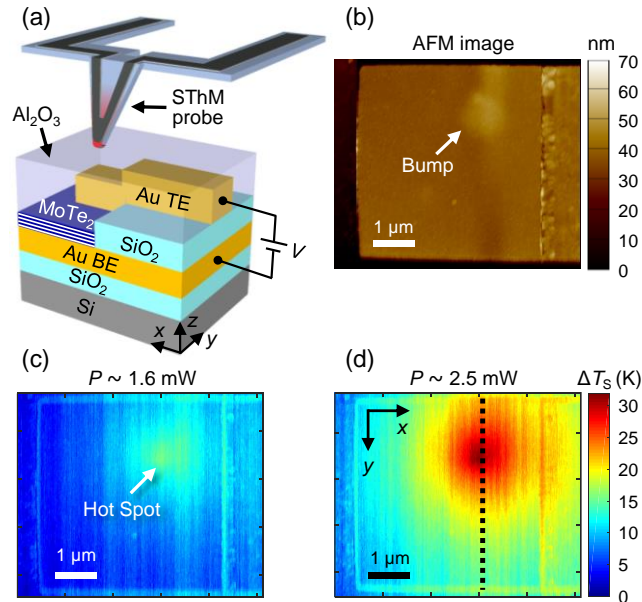 (a)
SThM
probe
Al₂O₃
Au TE
MoTe₂
SiO₂
Au BE
SiO₂
Si
V
x
z
y
(b)
AFM image
nm
Bump
1 μm
70
60
50
40
30
20
10
0
(c)
P ~ 1.6 mW
Hot Spot
1 μm
(d)
P ~ 2.5 mW
ΔTS (K)
x
y
1 μm
30
25
20
15
10
5
0